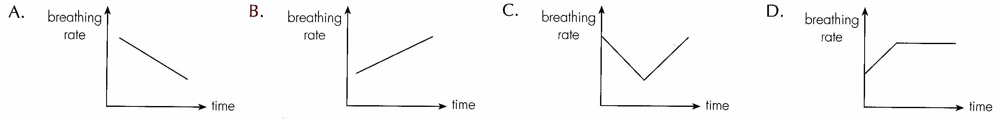 A.
breathing
rate
time
B.
breathing
rate
time
C.
breathing
rate
time
D.
breathing
rate
time